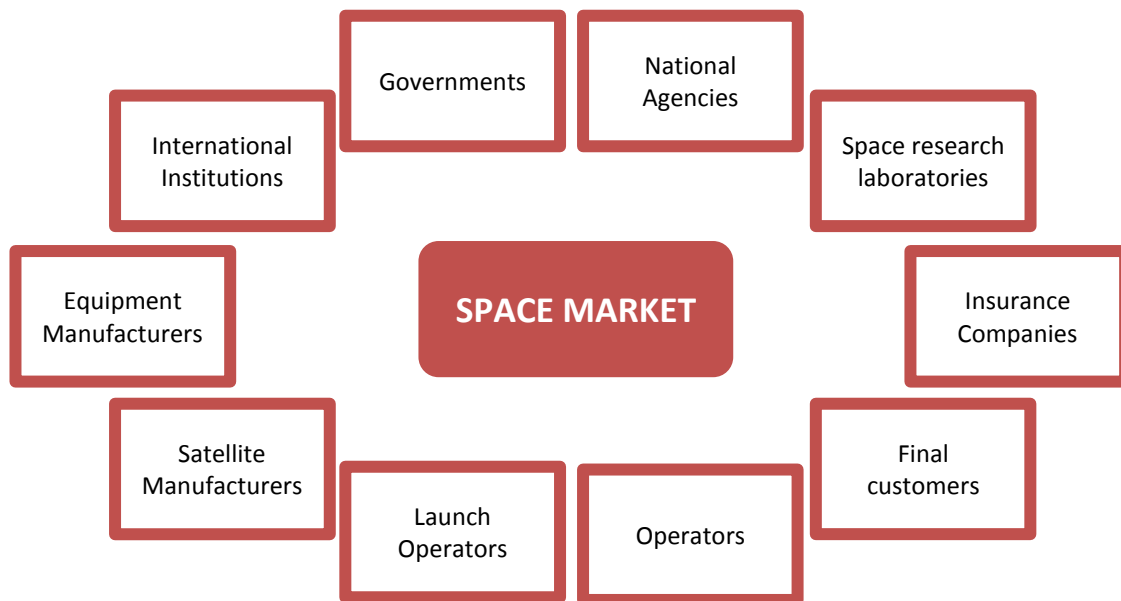 Governments
National
Agencies
International
Institutions
Space research
laboratories
Equipment
Manufacturers
SPACE MARKET
Insurance
Companies
Satellite
Manufacturers
Final
customers
Launch
Operators
Operators